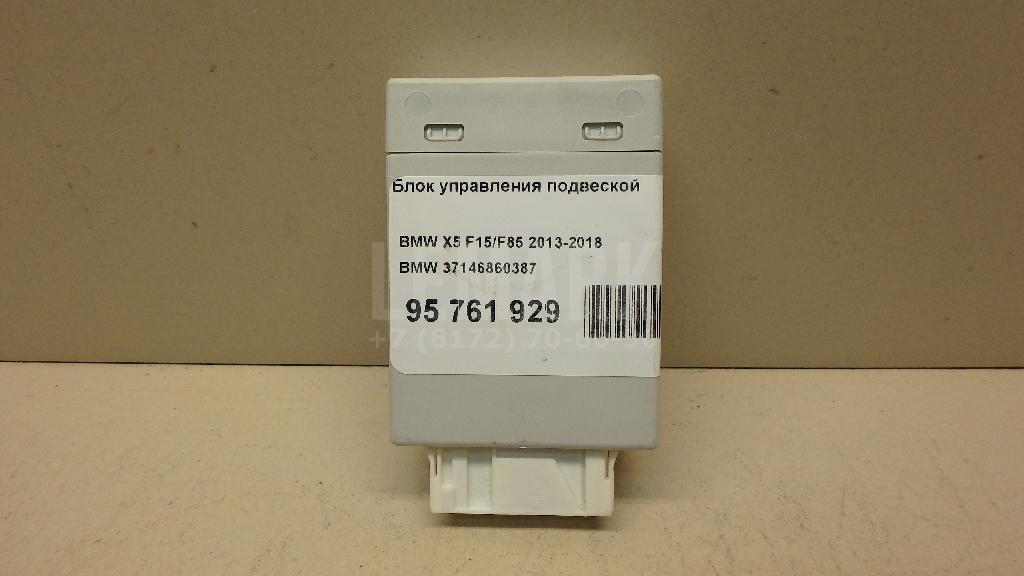 Блок управления подвеской
BMW X5 F15/F85 2013-2018
BMW 37146860387
95 761 929